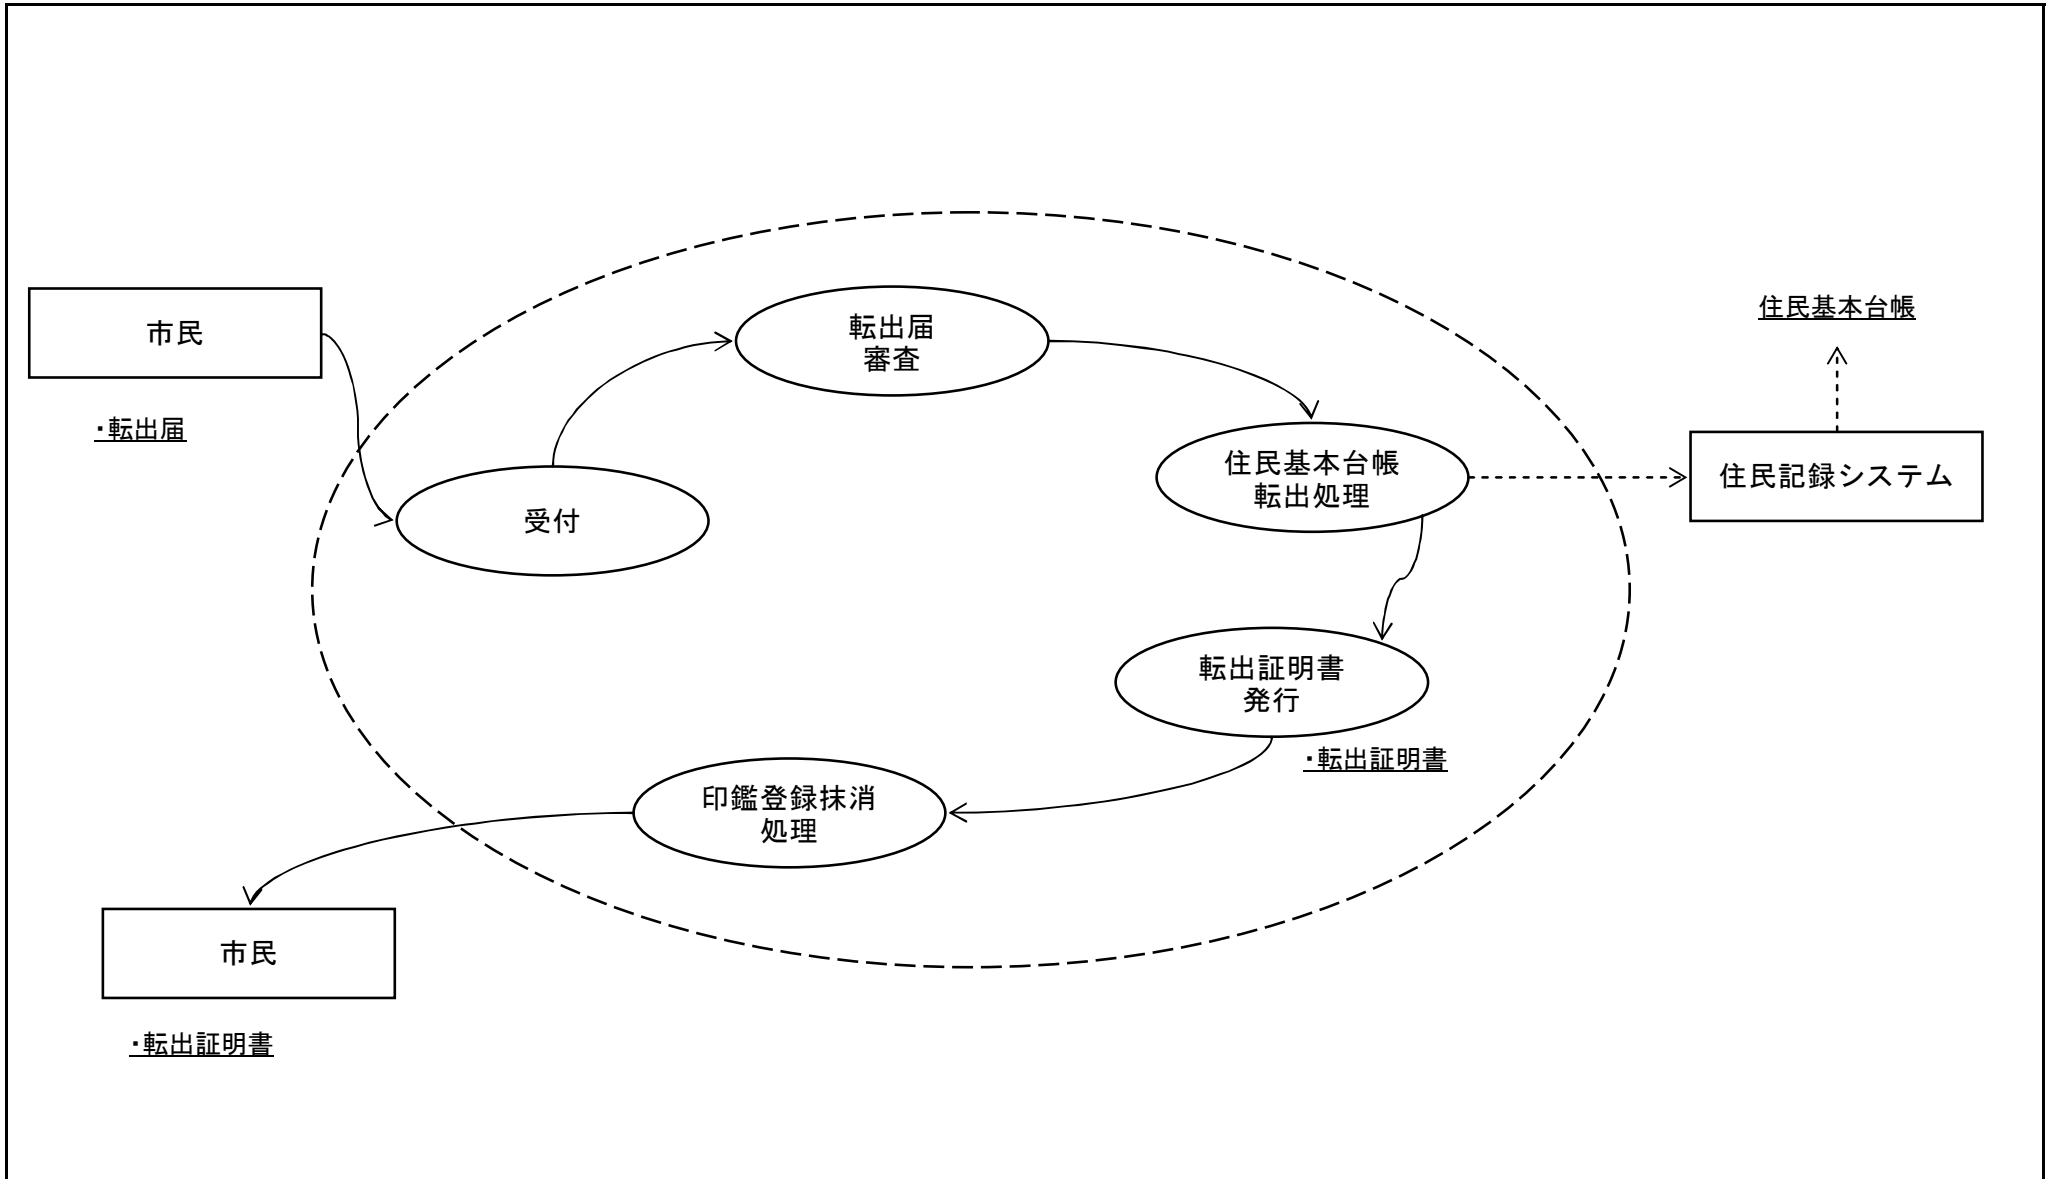 市民
・転出届
受付
転出届
審査
住民基本台帳
転出処理
住民基本台帳
住民記録システム
転出証明書
発行
・転出証明書
印鑑登録抹消
処理
市民
・転出証明書